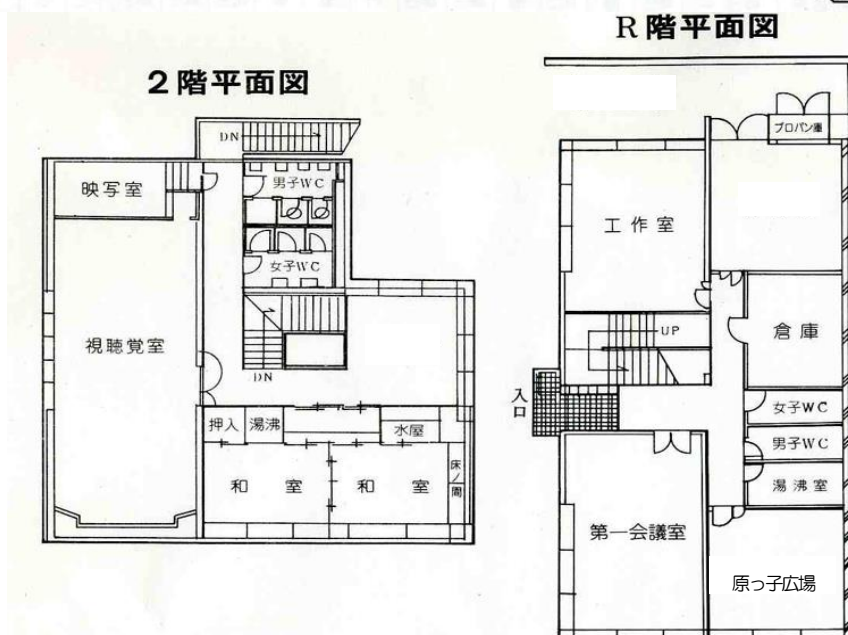 2階平面図
DN
男子WC
映写室
女子WC
視聴覚室
DN
押入
湯沸
水屋
和室
和室
床ノ間
R階平面図
プロパン庫
工作室
UP
倉庫
入口
女子WC
男子WC
湯沸室
第一会議室
原っ子広場